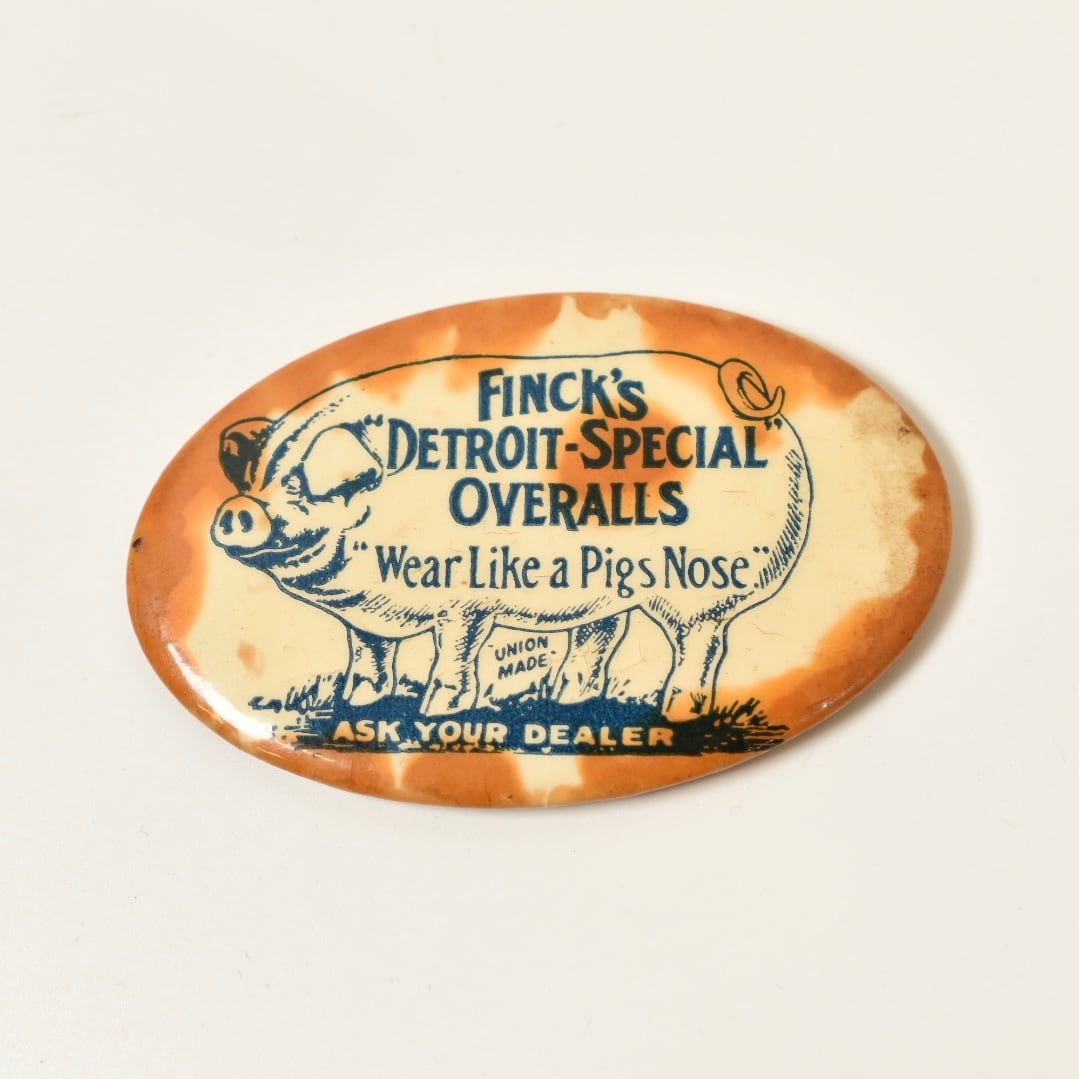 FINCK'S
"DETROIT-SPECIAL"
OVERALLS
"Wear Like a Pigs Nose."
UNION
MADE
ASK YOUR DEALER